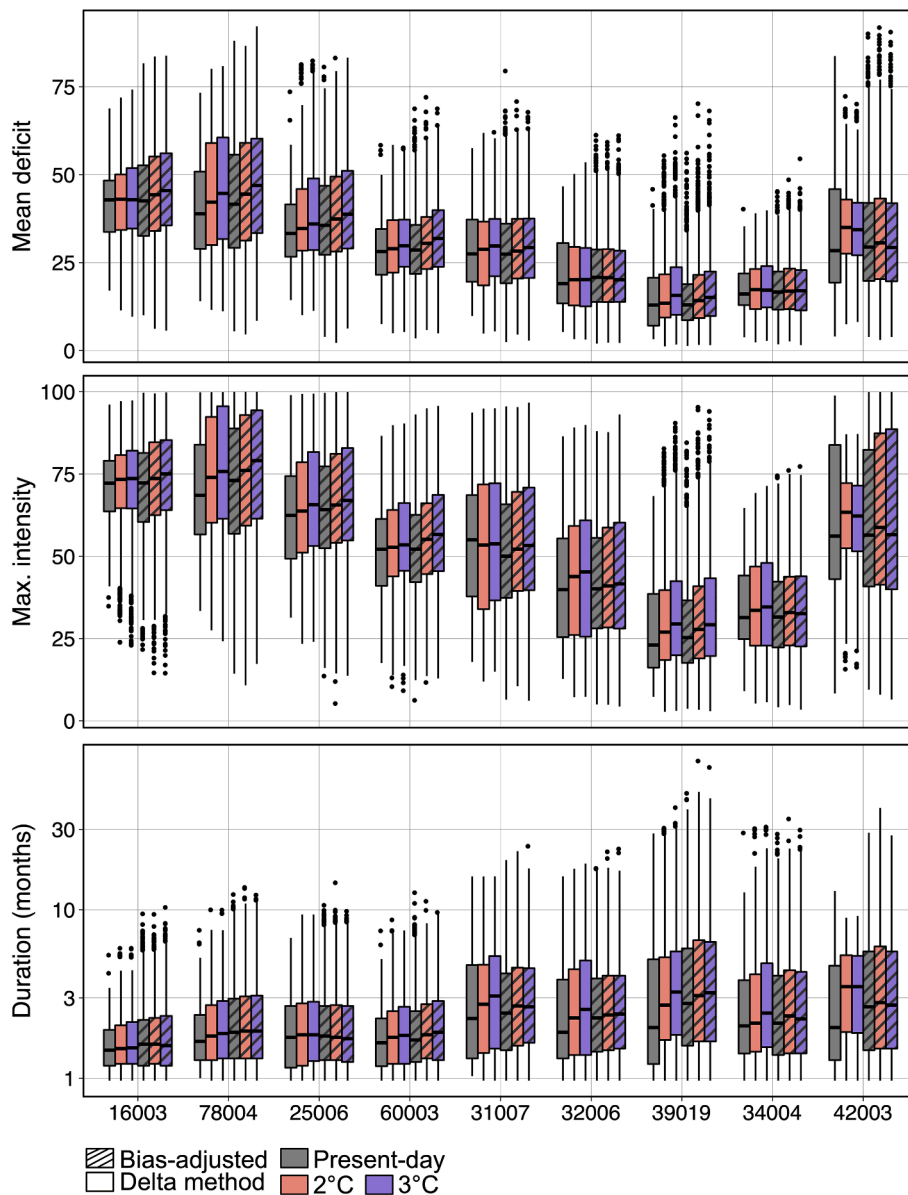 Mean deficit
75
50
25
0
Max. intensity
100
75
50
25
0
Duration (months)
30
10
3
1
16003 78004 25006 60003 31007 32006 39019 34004 42003
Bias-adjusted Present-day
Delta method 2°C 3°C